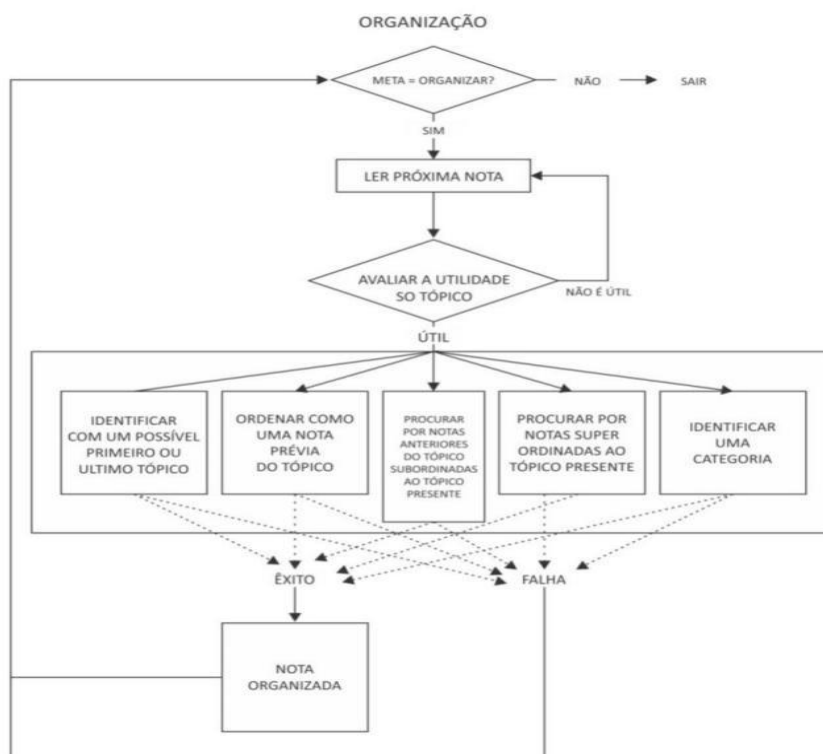 ORGANIZAÇÃO
META = ORGANIZAR?
NÃO
SAIR
SIM
LER PRÓXIMA NOTA
AVALIAR A UTILIDADE
SO TÓPICO
NÃO É ÚTIL
ÚTIL
IDENTIFICAR
COM UM POSSÍVEL
PRIMEIRO OU
ULTIMO TÓPICO
ORDENAR COMO
UMA NOTA
PRÉVIA
DO TÓPICO
PROCURAR
POR NOTAS
ANTERIORES
DO TÓPICO
SUBORDINADAS
AO TÓPICO
PRESENTE
PROCURAR POR
NOTAS SUPER
ORDINADAS AO
TÓPICO PRESENTE
IDENTIFICAR
UMA
CATEGORIA
ÊXITO
FALHA
NOTA
ORGANIZADA